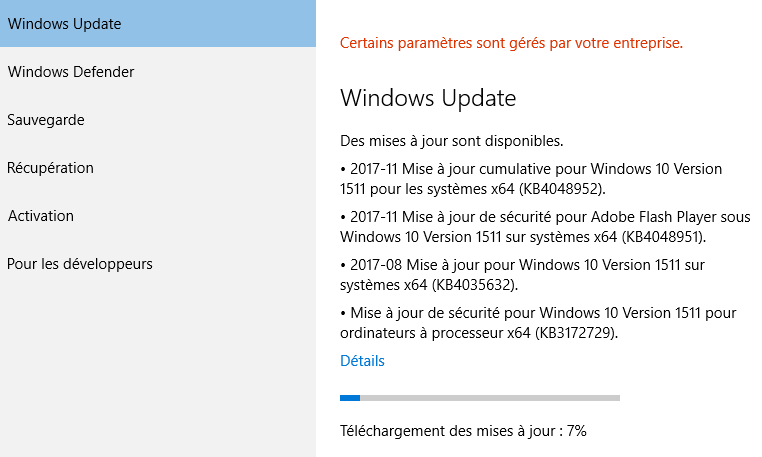 Windows Update
Windows Defender
Sauvegarde
Récupération
Activation
Pour les développeurs
Certains paramètres sont gérés par votre entreprise.
Windows Update
Des mises à jour sont disponibles.
• 2017-11 Mise à jour cumulative pour Windows 10 Version
1511 pour les systèmes x64 (KB4048952).
• 2017-11 Mise à jour de sécurité pour Adobe Flash Player sous
Windows 10 Version 1511 sur systèmes x64 (KB4048951).
• 2017-08 Mise à jour pour Windows 10 Version 1511 sur
systèmes x64 (KB4035632).
• Mise à jour de sécurité pour Windows 10 Version 1511 pour
ordinateurs à processeur x64 (KB3172729).
Détails
Téléchargement des mises à jour : 7%